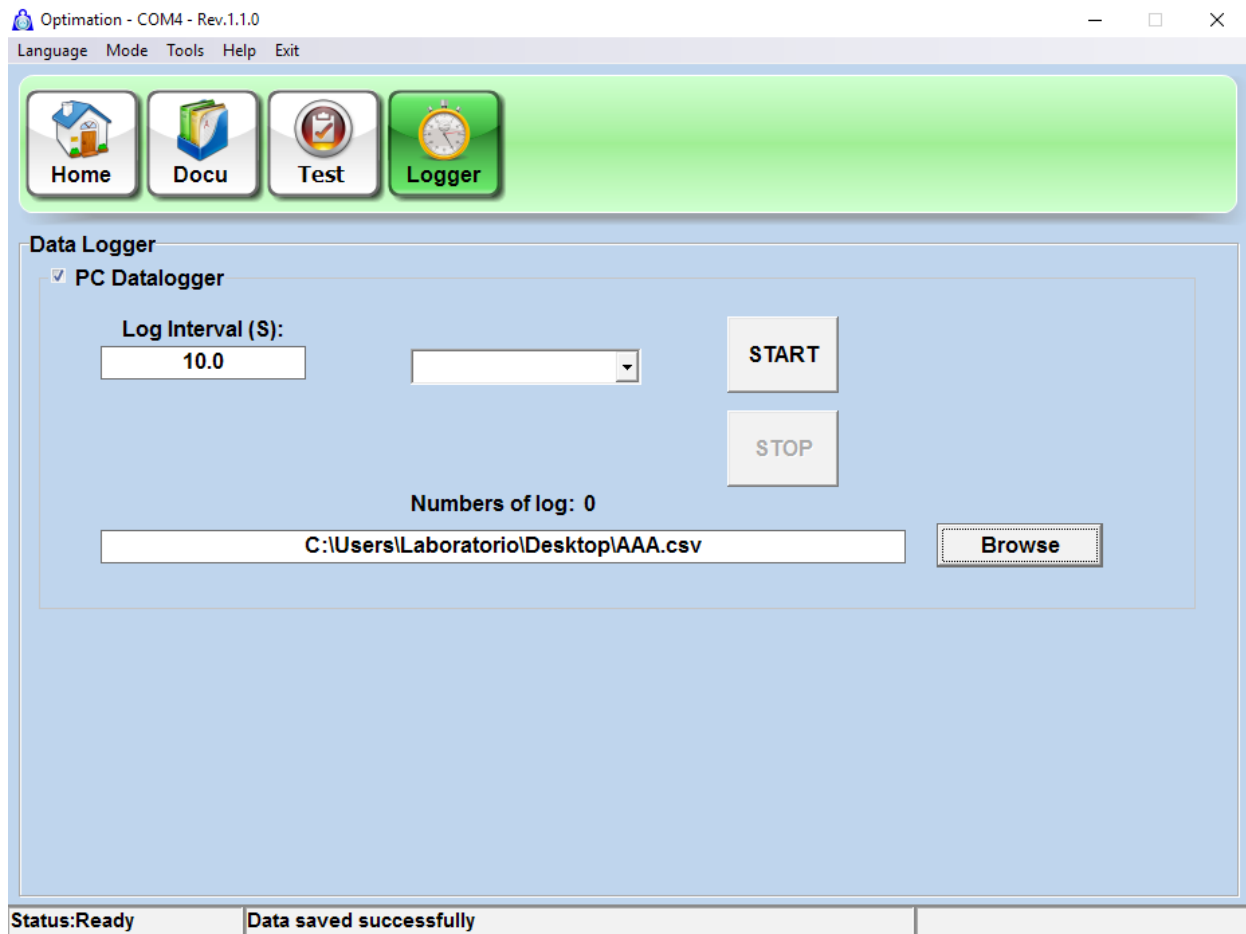 Optimation - COM4 - Rev.1.1.0
Language Mode Tools Help Exit
Home Docu Test Logger
Data Logger
PC Datalogger
Log Interval (S):
10.0
START
STOP
Numbers of log: 0
C:\Users\Laboratorio\Desktop\AAA.csv Browse
Status:Ready Data saved successfully